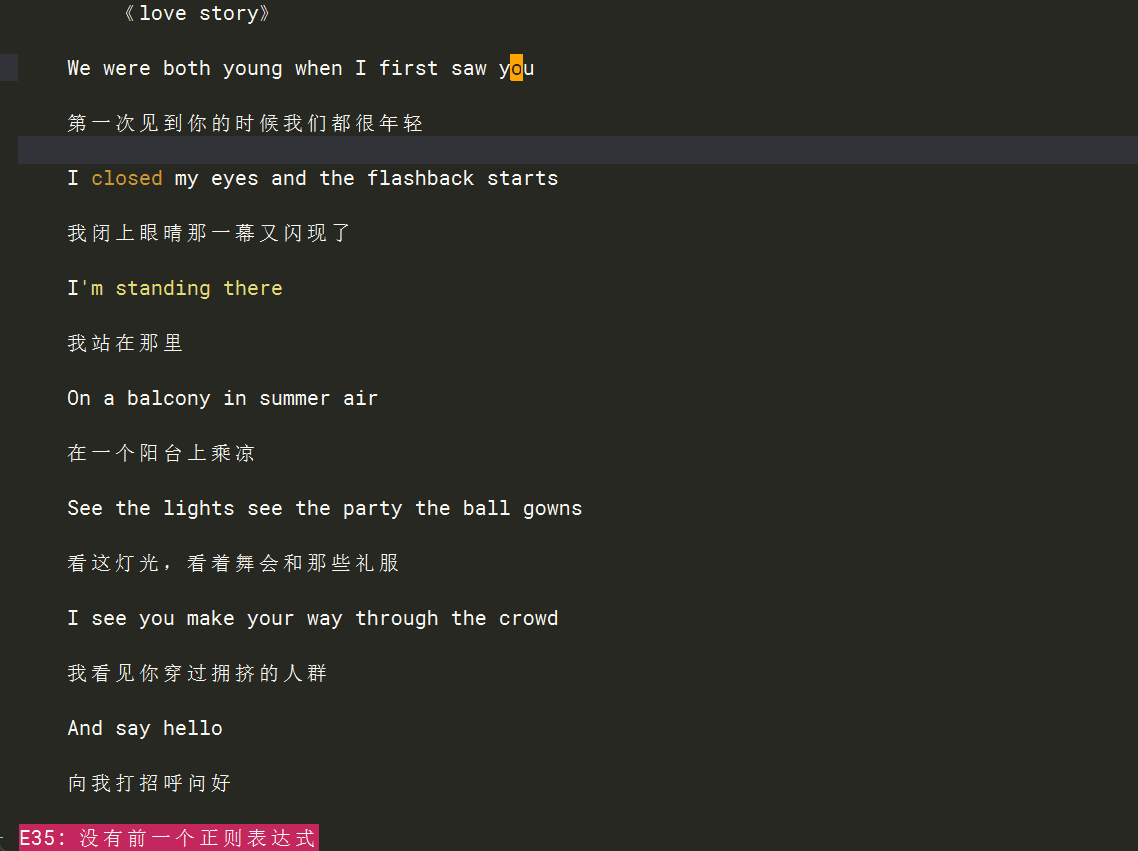 《love story》
We were both young when I first saw you
第一次见到你的时候我们都很年轻
I closed my eyes and the flashback starts
我闭上眼晴那一幕又闪现了
I'm standing there
我站在那里
On a balcony in summer air
在一个阳台上乘凉
See the lights see the party the ball gowns
看这灯光，看着舞会和那些礼服
I see you make your way through the crowd
我看见你穿过拥挤的人群
And say hello
向我打招呼问好
E35: 没有前一个正则表达式